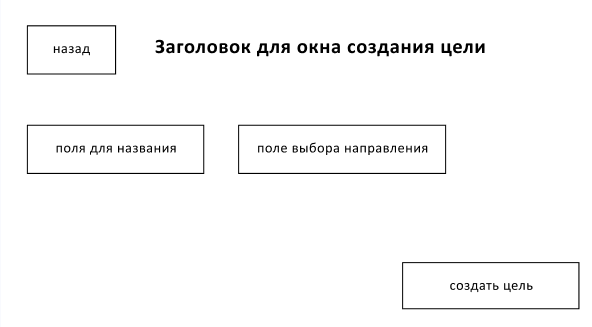 назад
Заголовок для окна создания цели
поля для названия
поле выбора направления
создать цель